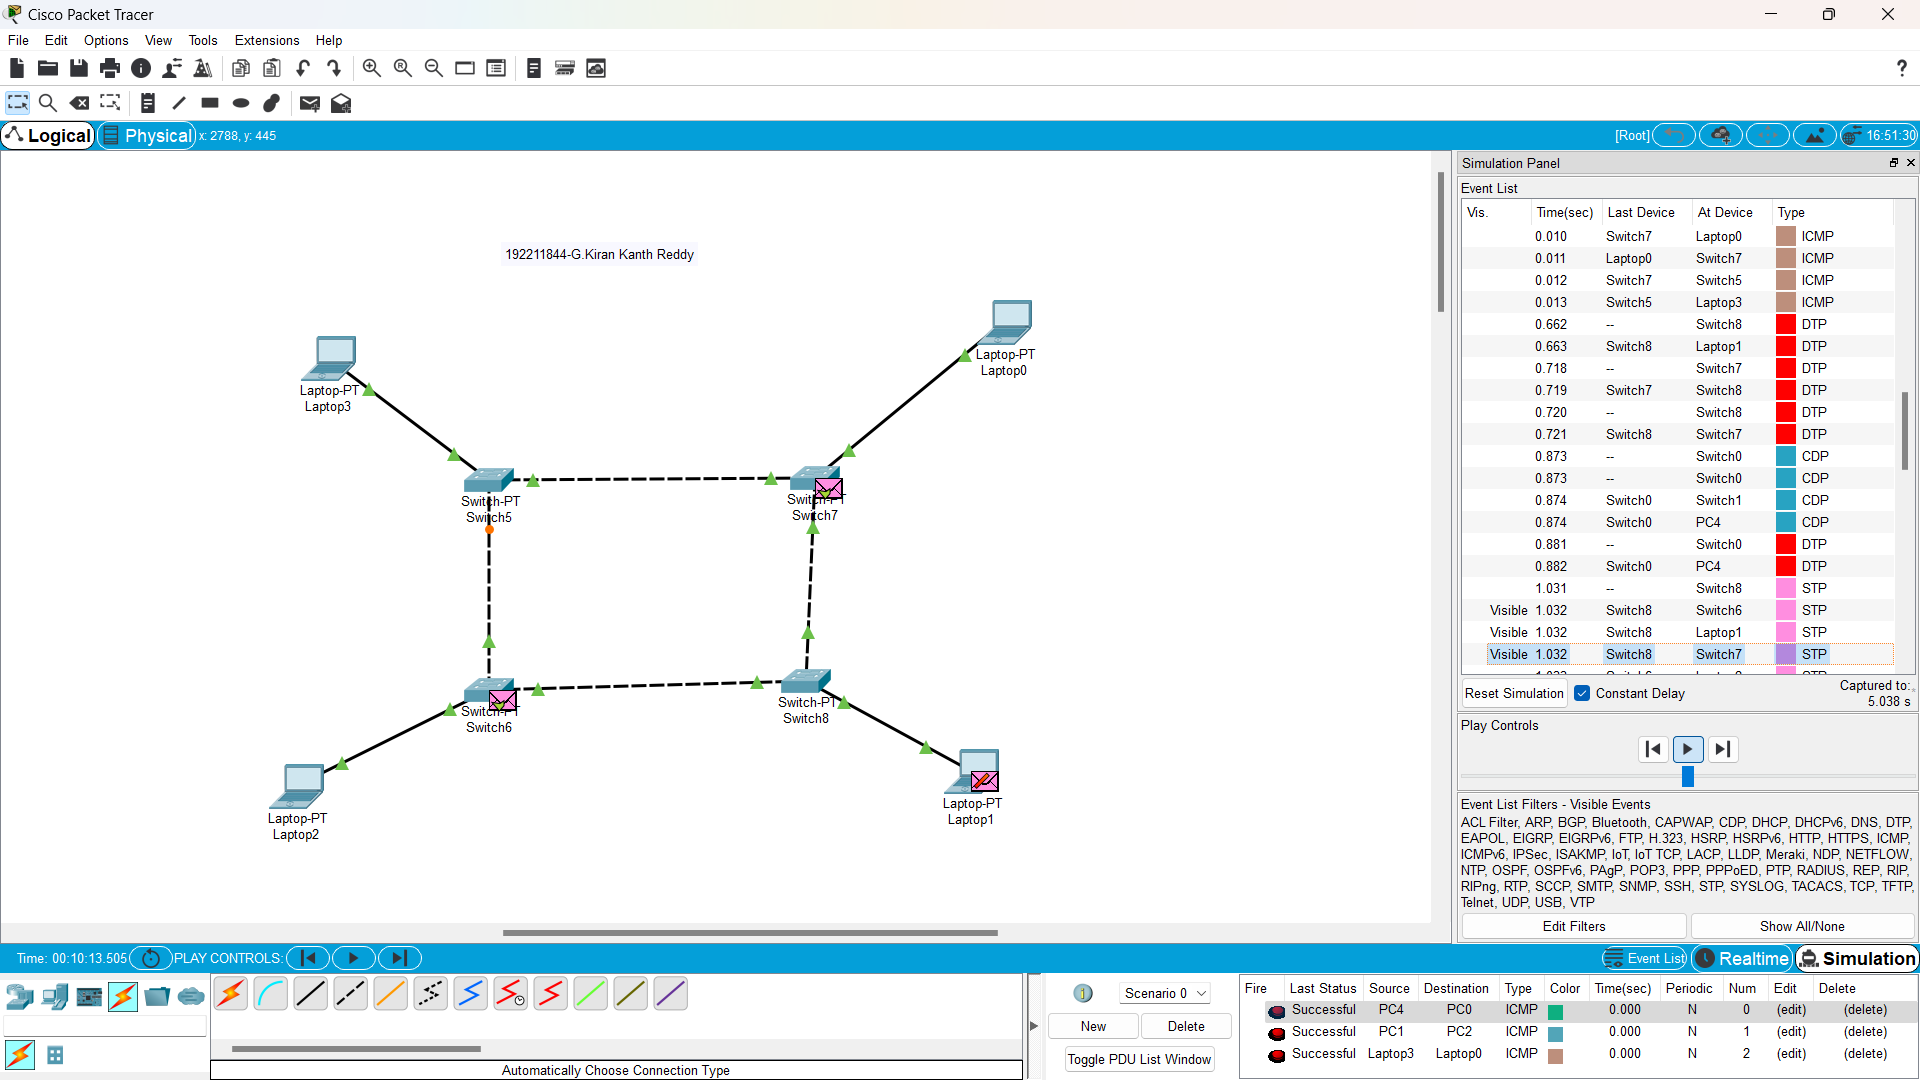 Cisco Packet Tracer
File Edit Options View Tools Extensions Help
Logical Physical x: 2788, y: 445 [Root] 16:51:30
192211844-G.Kiran Kanth Reddy
Laptop-PT
Laptop0
Laptop-PT
Laptop3
Switch-PT
Switch5
Switch-PT
Switch7
Switch-PT
Switch6
Switch-PT
Switch8
Laptop-PT
Laptop2
Laptop-PT
Laptop1
Simulation Panel
Event List
Vis. Time(sec) Last Device At Device Type
0.010 Switch7 Laptop0 ICMP
0.011 Laptop0 Switch7 ICMP
0.012 Switch7 Switch5 ICMP
0.013 Switch5 Laptop3 ICMP
0.662 -- Switch8 DTP
0.663 Switch8 Laptop1 DTP
0.718 -- Switch7 DTP
0.719 Switch7 Switch8 DTP
0.720 -- Switch8 DTP
0.721 Switch8 Switch7 DTP
0.873 -- Switch0 CDP
0.873 -- Switch0 CDP
0.874 Switch0 Switch1 CDP
0.874 Switch0 PC4 CDP
0.881 -- Switch0 DTP
0.882 Switch0 PC4 DTP
1.031 -- Switch8 STP
Visible 1.032 Switch8 Switch6 STP
Visible 1.032 Switch8 Laptop1 STP
Visible 1.032 Switch8 Switch7 STP
Reset Simulation Constant Delay Captured to:
5.038 s
Play Controls
Event List Filters - Visible Events
ACL Filter, ARP, BGP, Bluetooth, CAPWAP, CDP, DHCP, DHCPv6, DNS, DTP,
EAPOL, EIGRP, EIGRPv6, FTP, H.323, HSRP, HSRPv6, HTTP, HTTPS, ICMP,
ICMPv6, IPSec, ISAKMP, IoT, IoT TCP, LACP, LLDP, Meraki, NDP, NETFLOW,
NTP, OSPF, OSPFv6, PAgP, POP3, PPP, PPPoED, PTP, RADIUS, REP, RIP,
RIPng, RTP, SCCP, SMTP, SNMP, SSH, STP, SYSLOG, TACACS, TCP, TFTP,
Telnet, UDP, USB, VTP
Edit Filters Show All/None
Time: 00:10:13.505 PLAY CONTROLS: Event List Realtime Simulation
Scenario 0
New Delete
Toggle PDU List Window
Fire Last Status Source Destination Type Color Time(sec) Periodic Num Edit Delete
Successful PC4 PC0 ICMP 0.000 N 0 (edit) (delete)
Successful PC1 PC2 ICMP 0.000 N 1 (edit) (delete)
Successful Laptop3 Laptop0 ICMP 0.000 N 2 (edit) (delete)
Automatically Choose Connection Type